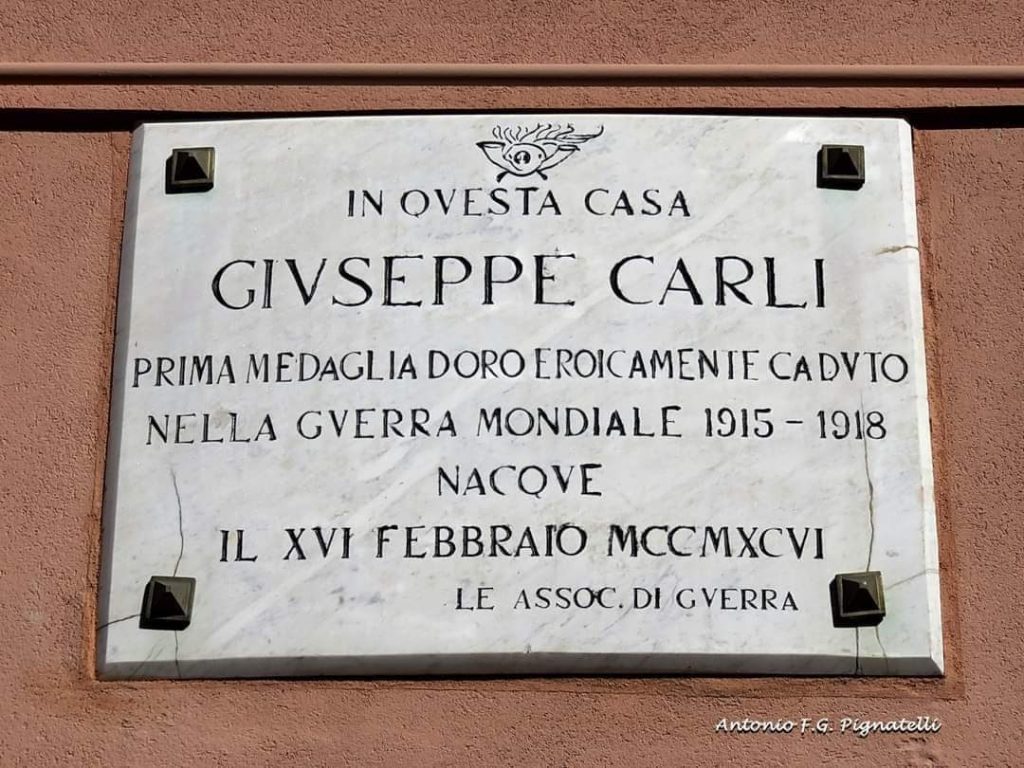 IN QVESTA CASA
GIVSEPPE CARLI
PRIMA MEDAGLIA DORO EROICAMENTE CADVTO
NELLA GVERRA MONDIALE 1915 - 1918
NACQVE
IL XVI FEBBRAIO MCCMXCVI
LE ASSOC. DI GVERRA
Antonio F.G. Pignatelli